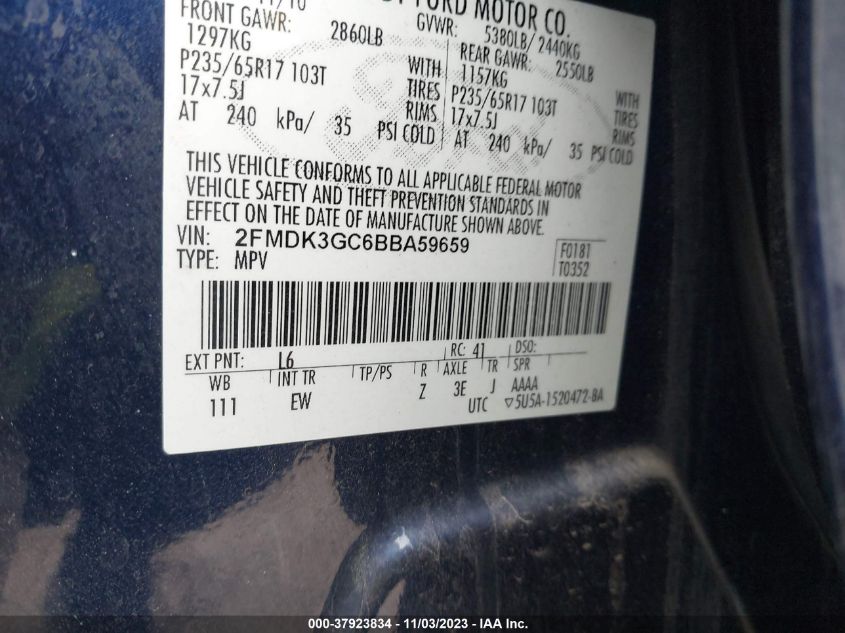 FORD MOTOR CO.
FRONT GAWR: 2860LB GVWR: 5380LB/ 2440KG
1297KG WITH REAR GAWR: 2550LB
P235/65R17 103T TIRES 1157KG WITH
17x7.5J RIMS P235/65R17 103T TIRES
AT 240 kPa/ 35 PSI COLD 17x7.5J RIMS
AT 240 kPa/ 35 PSI COLD
THIS VEHICLE CONFORMS TO ALL APPLICABLE FEDERAL MOTOR
VEHICLE SAFETY AND THEFT PREVENTION STANDARDS IN
EFFECT ON THE DATE OF MANUFACTURE SHOWN ABOVE.
VIN: 2FMDK3GC6BBA59659
TYPE: MPV
F0181
T0352
EXT PNT: L6 RC: 41 DSO:
WB INT TR TP/PS R AXLE TR SPR
111 EW Z 3E J AAAA
UTC ▽5U5A-1520472-BA
000-37923834 - 11/03/2023 - IAA Inc.